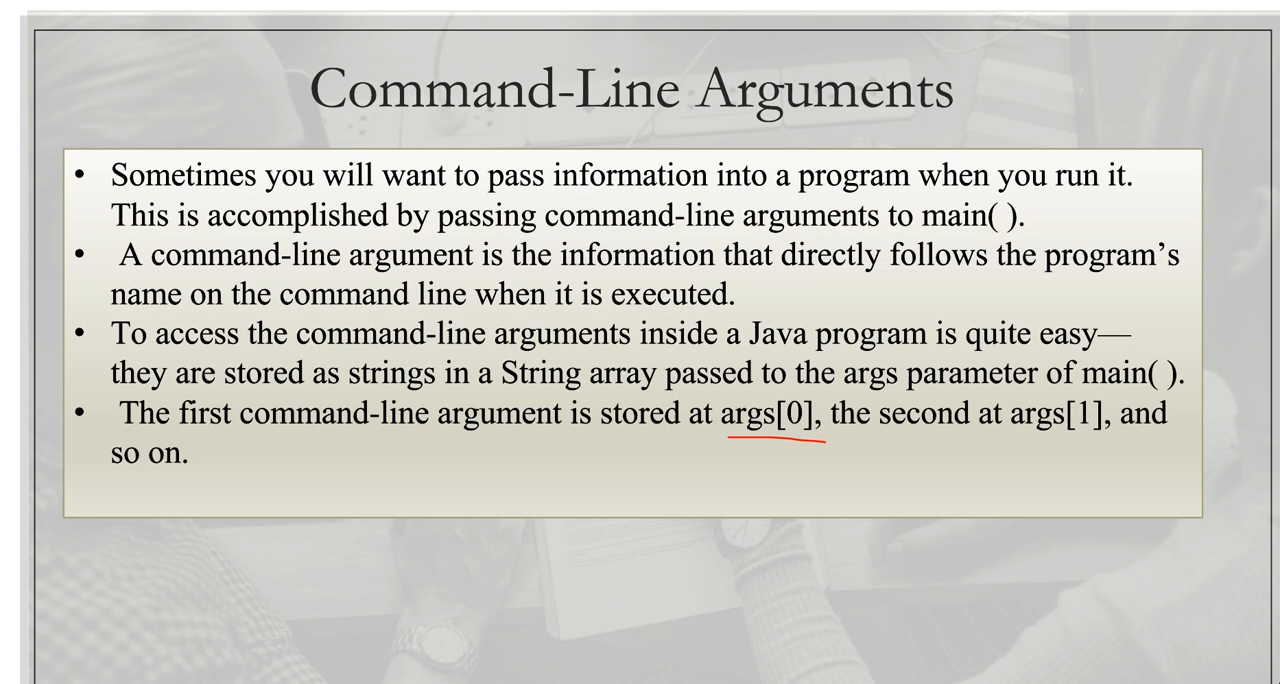 Command-Line Arguments
• Sometimes you will want to pass information into a program when you run it.
This is accomplished by passing command-line arguments to main( ).
• A command-line argument is the information that directly follows the program’s
name on the command line when it is executed.
• To access the command-line arguments inside a Java program is quite easy—
they are stored as strings in a String array passed to the args parameter of main( ).
• The first command-line argument is stored at args[0], the second at args[1], and
so on.